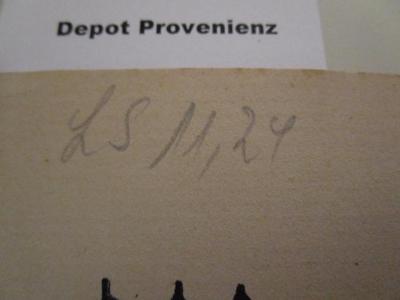 Depot Provenienz
LS 11,24